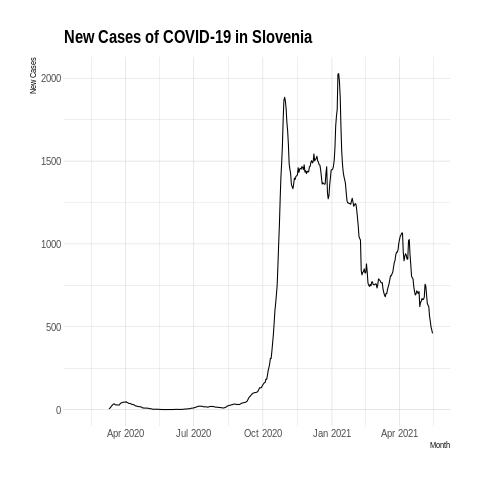 New Cases of COVID-19 in Slovenia
New Cases
2000
1500
1000
500
0
Apr 2020 Jul 2020 Oct 2020 Jan 2021 Apr 2021
Month